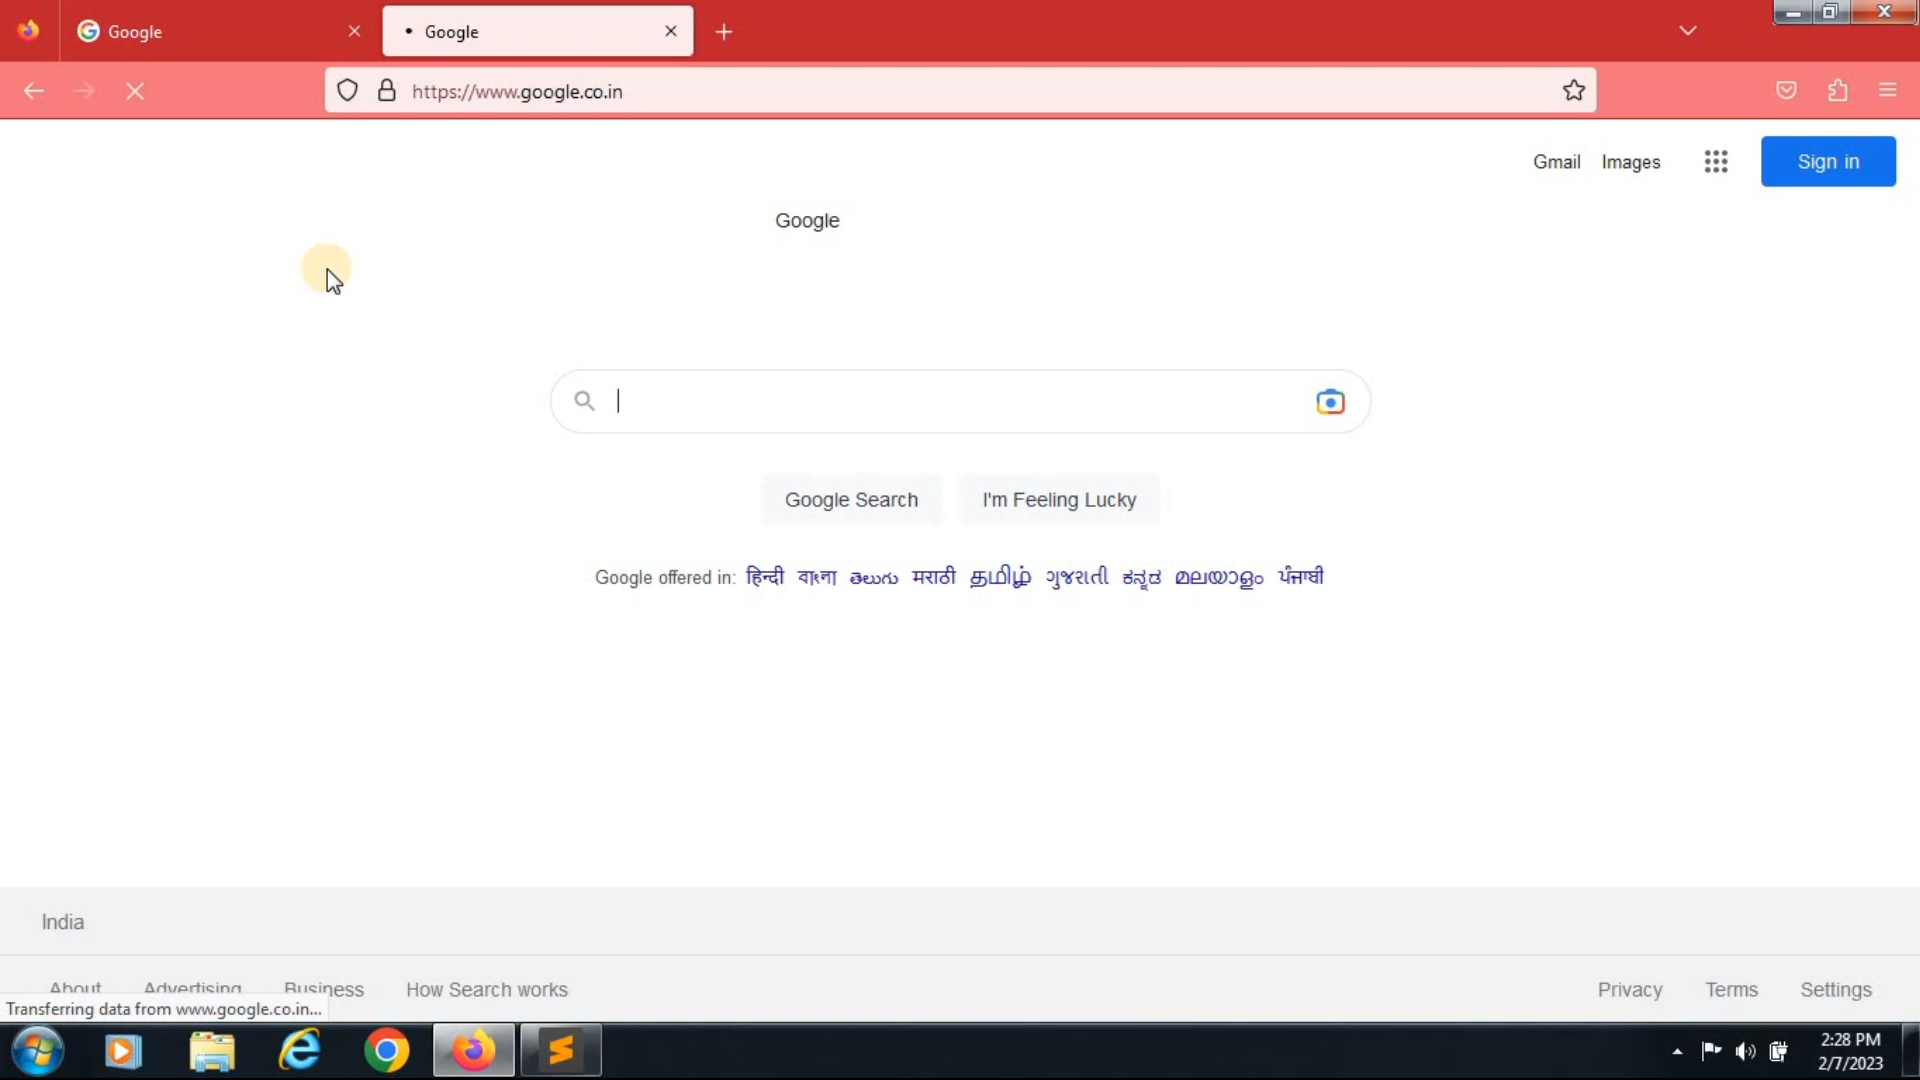 Google
Google
https://www.google.co.in
Gmail Images Sign in
Google
Google Search I'm Feeling Lucky
Google offered in: हिन्दी বাংলা తెలుగు मराठी தமிழ் ગુજરાતી ಕನ್ನಡ മലയാളം ਪੰਜਾਬੀ
India
About Advertising Business How Search works Privacy Terms Settings
Transferring data from www.google.co.in...
2:28 PM
2/7/2023